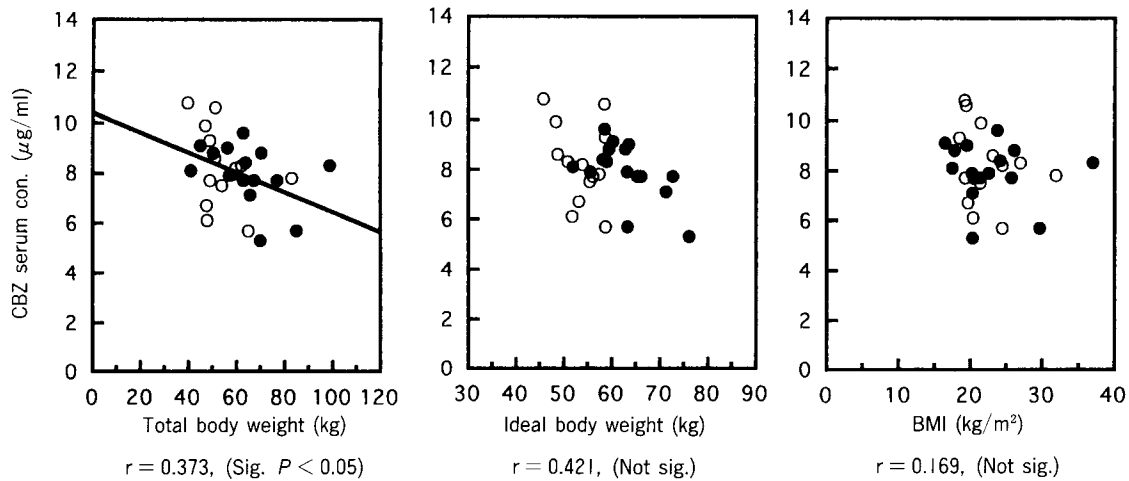 CBZ serum con. (μg/ml)
14
12
10
8
6
4
2
0
0 20 40 60 80 100 120
Total body weight (kg)
r = 0.373, (Sig. P < 0.05)
14
12
10
8
6
4
2
0
30 40 50 60 70 80 90
Ideal body weight (kg)
r = 0.421, (Not sig.)
14
12
10
8
6
4
2
0
0 10 20 30 40
BMI (kg/m²)
r = 0.169, (Not sig.)